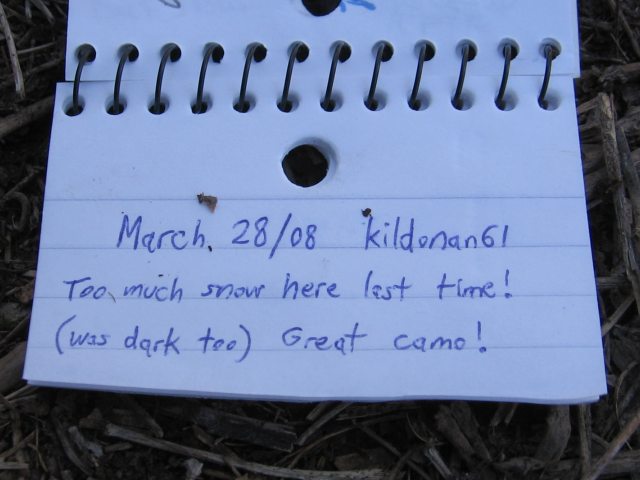 March 28/08 kildonan61
Too much snow here last time!
(was dark too) Great camo!